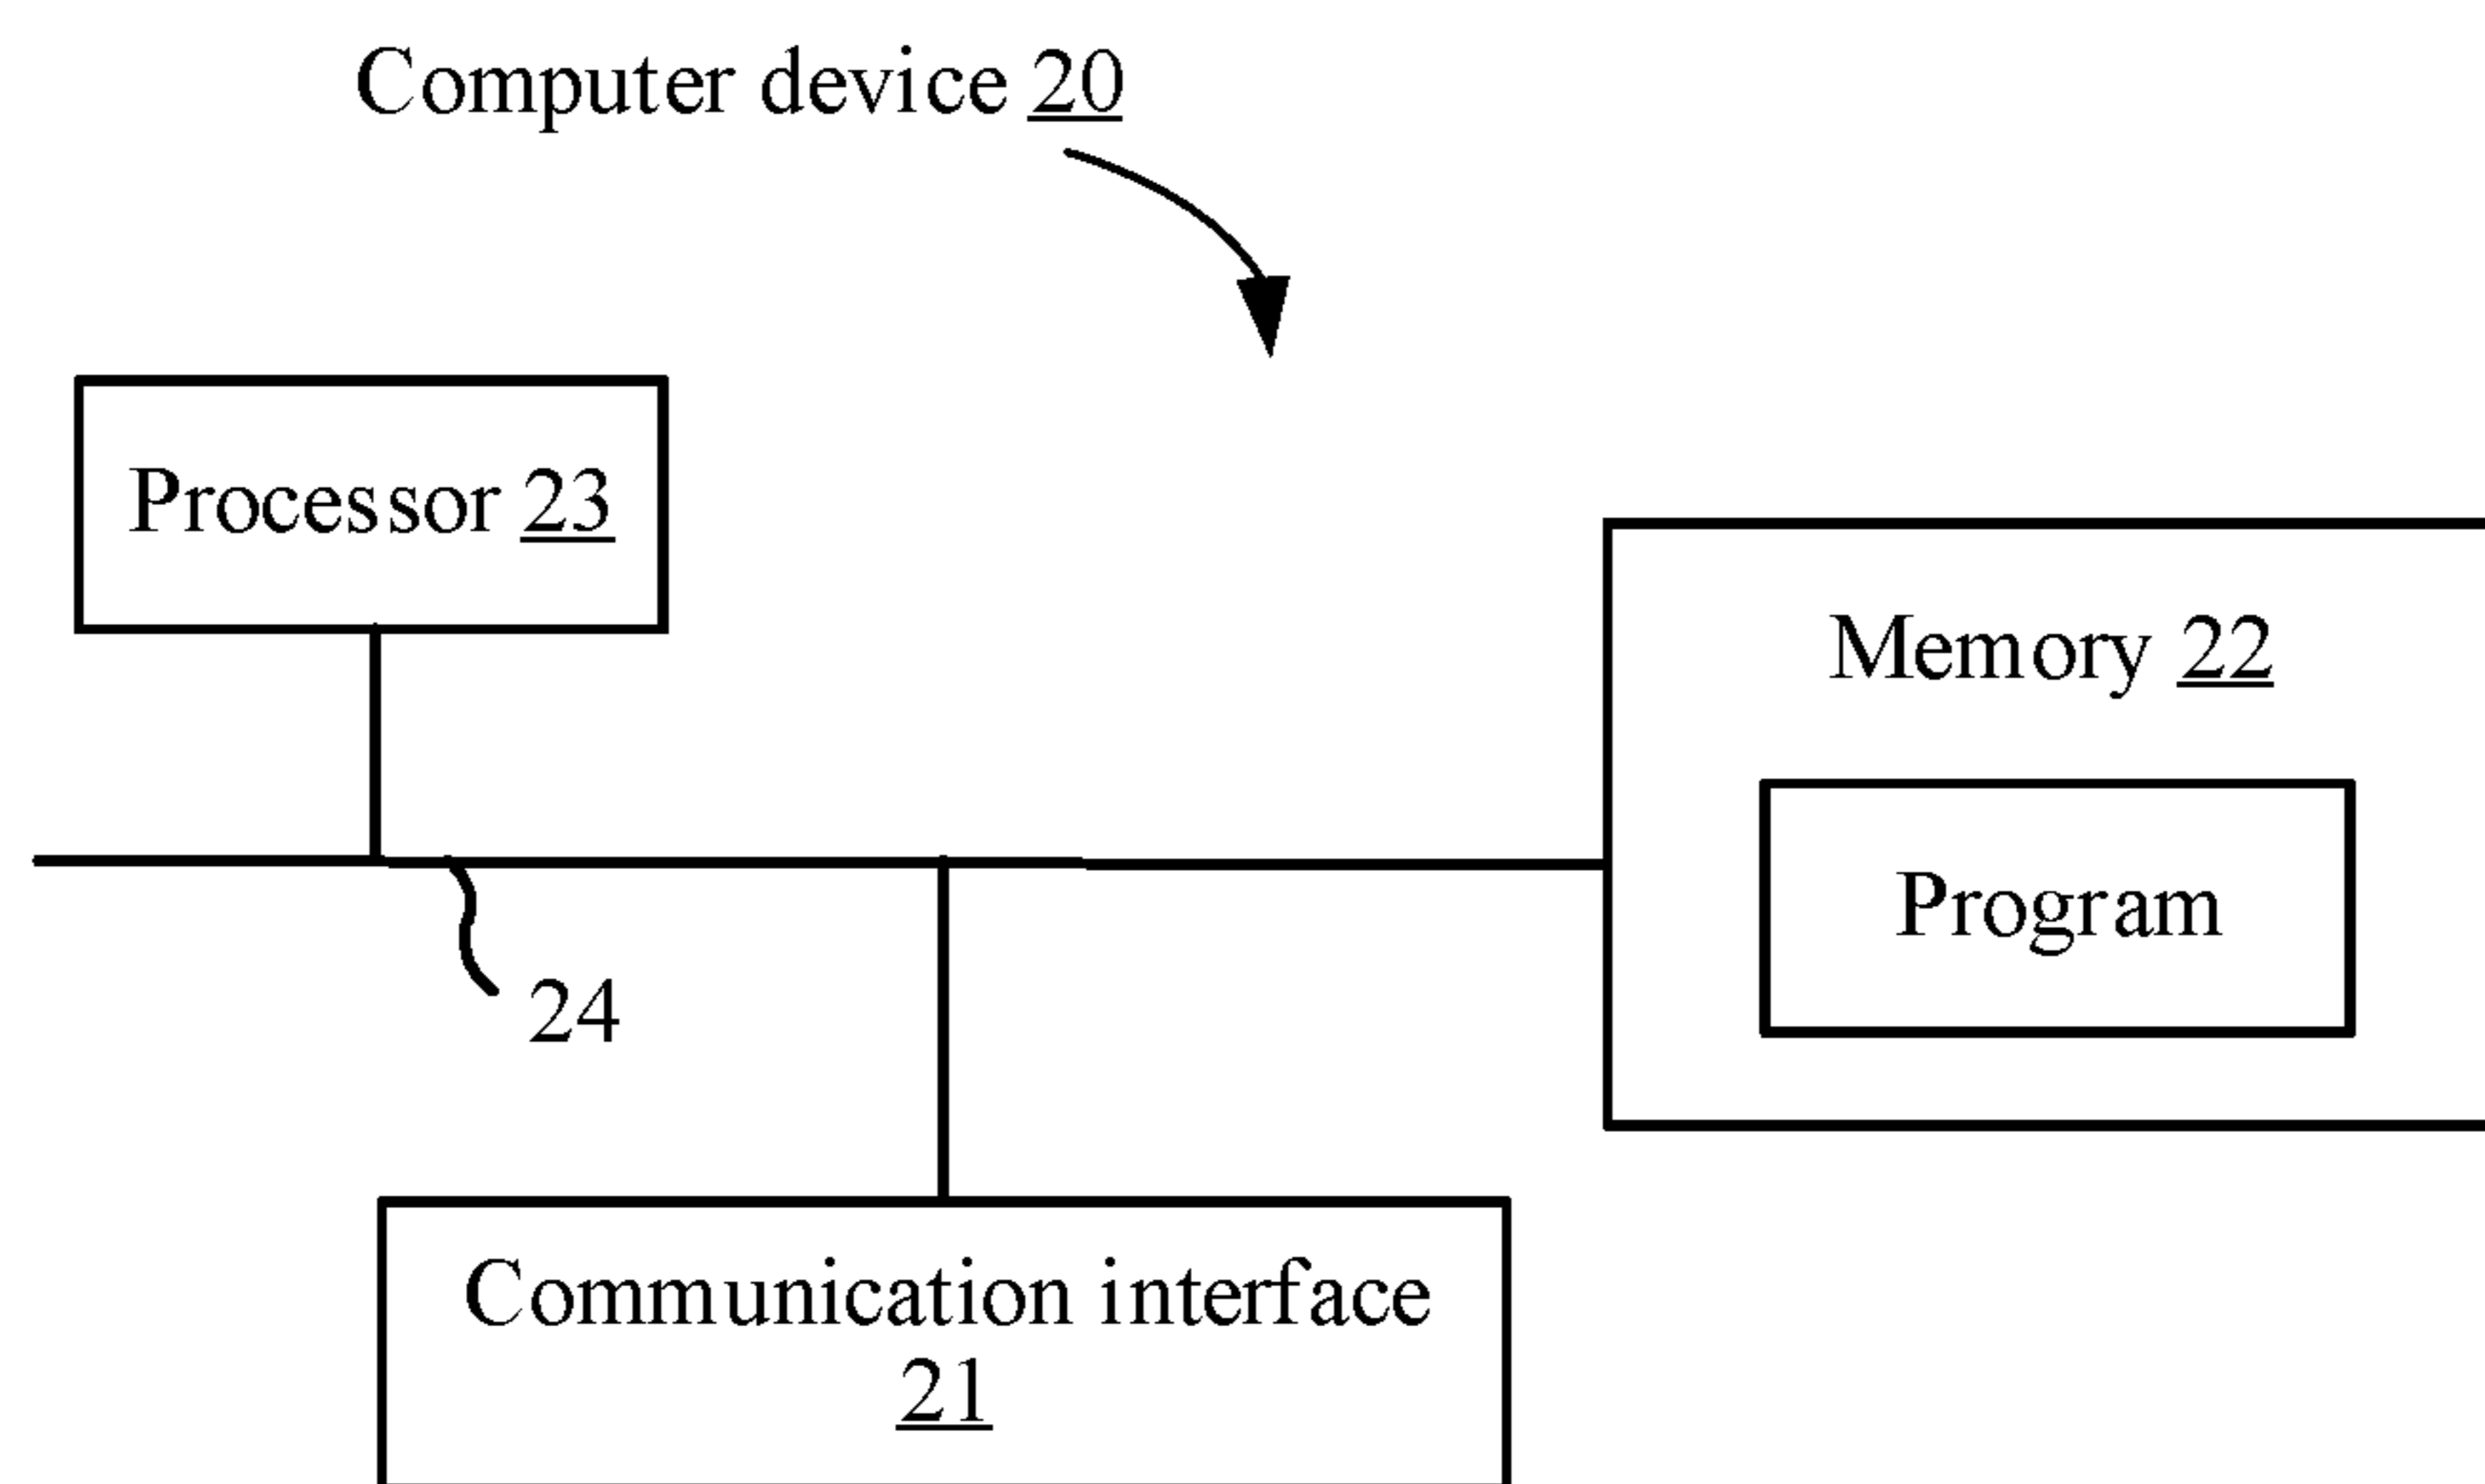 Computer device 20
Processor 23
Memory 22
Program
24
Communication interface
21